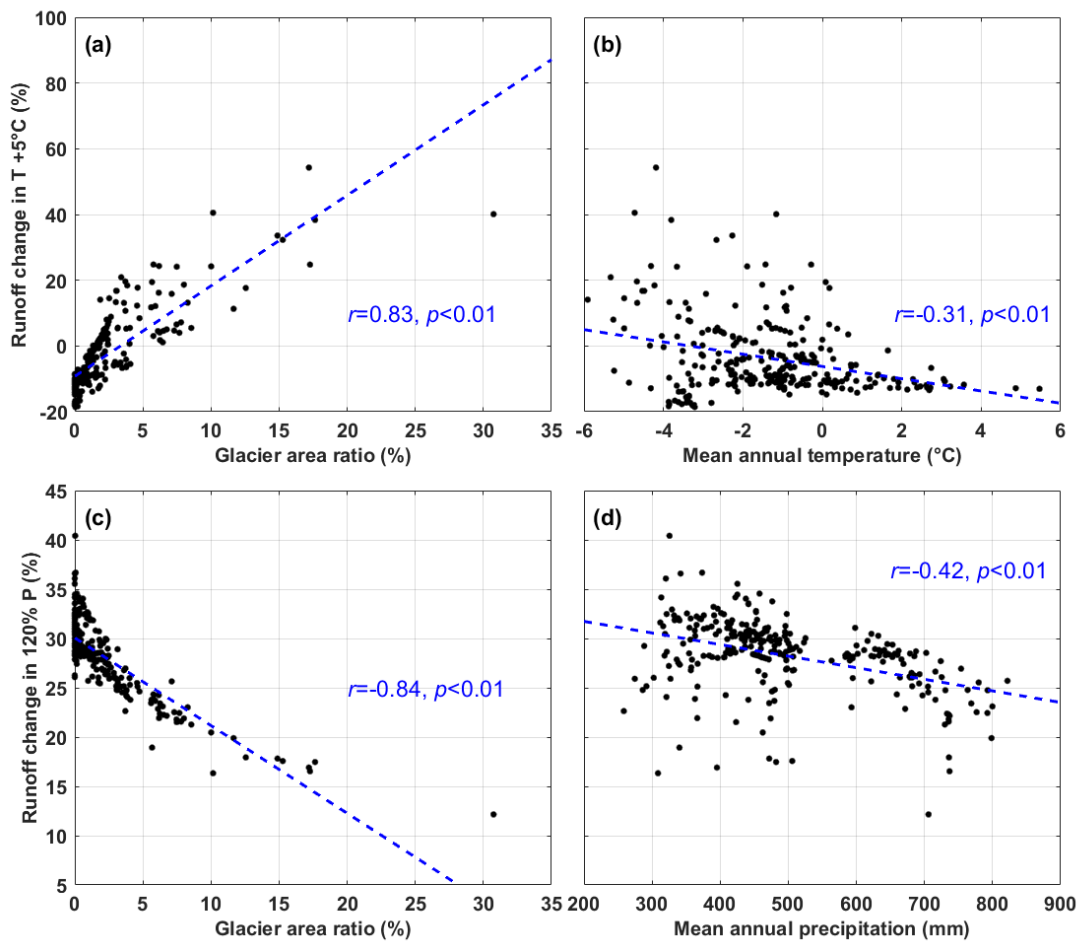 (a)
100
80
60
40
20
0
-20
Runoff change in T +5°C (%)
r=0.83, p<0.01
0 5 10 15 20 25 30 35
Glacier area ratio (%)
(b)
r=-0.31, p<0.01
-6 -4 -2 0 2 4 6
Mean annual temperature (°C)
(c)
45
40
35
30
25
20
15
10
5
Runoff change in 120% P (%)
r=-0.84, p<0.01
0 5 10 15 20 25 30 35
Glacier area ratio (%)
(d)
r=-0.42, p<0.01
200 300 400 500 600 700 800 900
Mean annual precipitation (mm)